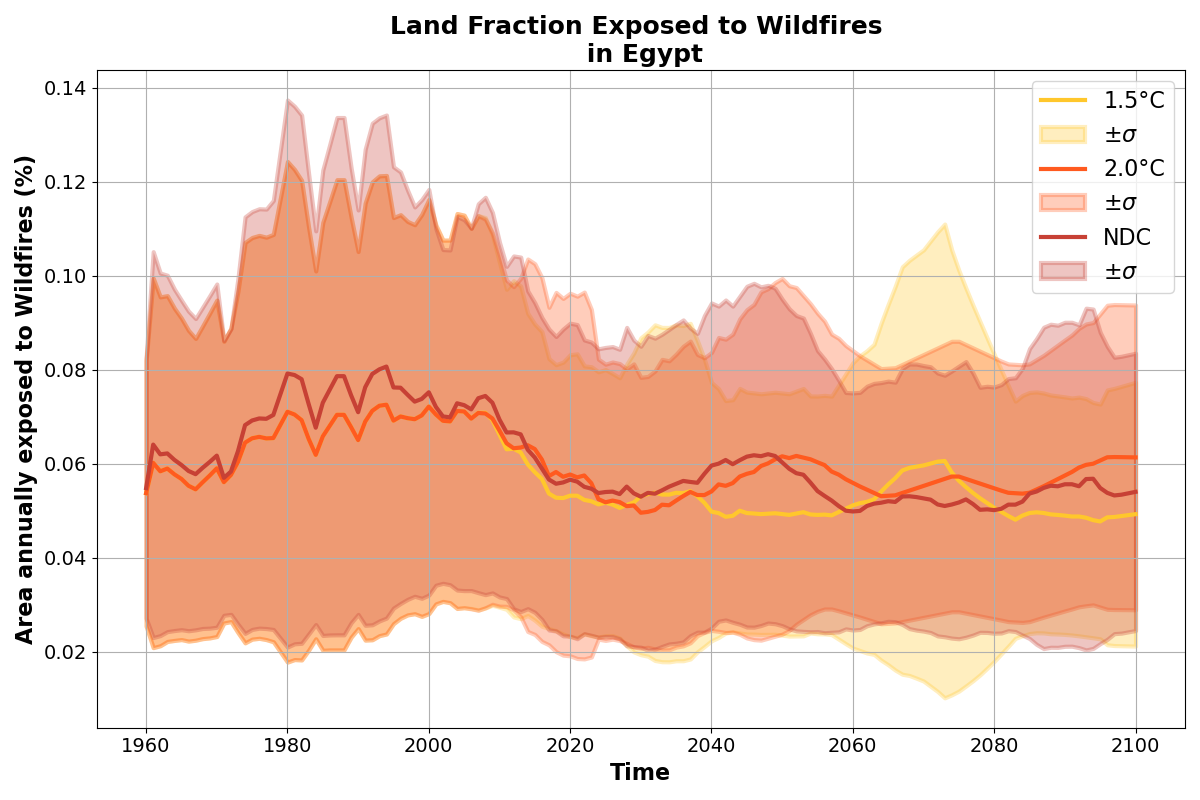 Land Fraction Exposed to Wildfires
in Egypt
Area annually exposed to Wildfires (%)
0.14
0.12
0.10
0.08
0.06
0.04
0.02
1.5°C
±σ
2.0°C
±σ
NDC
±σ
1960
1980
2000
2020
2040
2060
2080
2100
Time